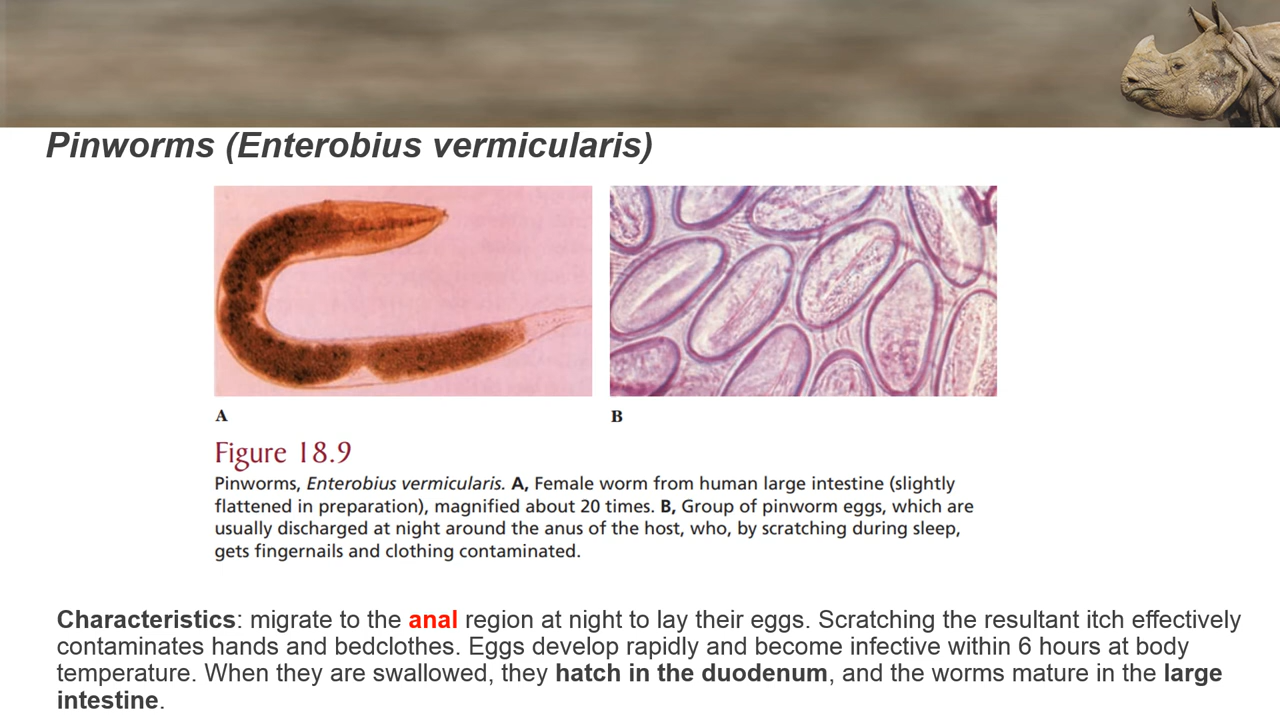 Pinworms (Enterobius vermicularis)
A
B
Figure 18.9
Pinworms, Enterobius vermicularis. A, Female worm from human large intestine (slightly
flattened in preparation), magnified about 20 times. B, Group of pinworm eggs, which are
usually discharged at night around the anus of the host, who, by scratching during sleep,
gets fingernails and clothing contaminated.
Characteristics: migrate to the anal region at night to lay their eggs. Scratching the resultant itch effectively
contaminates hands and bedclothes. Eggs develop rapidly and become infective within 6 hours at body
temperature. When they are swallowed, they hatch in the duodenum, and the worms mature in the large
intestine.